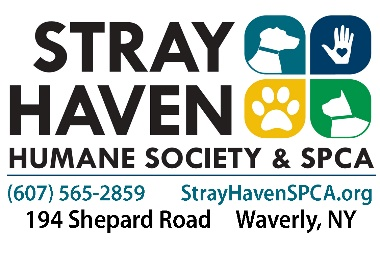 STRAY
HAVEN
HUMANE SOCIETY & SPCA
(607) 565-2859 StrayHavenSPCA.org
194 Shepard Road Waverly, NY